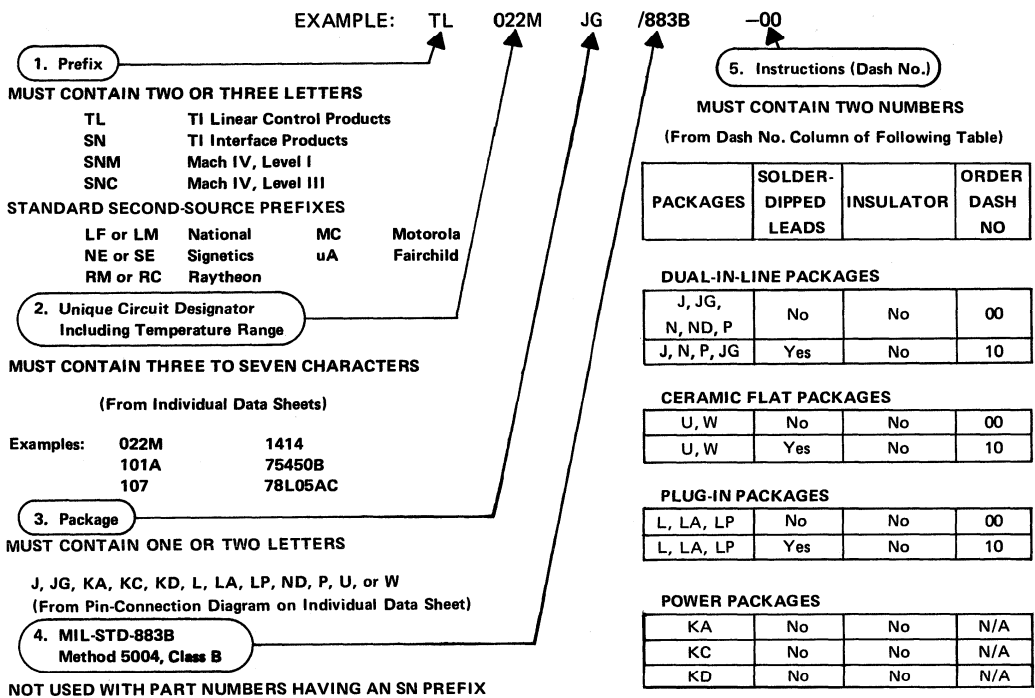 EXAMPLE: TL 022M JG /883B -00
1. Prefix
MUST CONTAIN TWO OR THREE LETTERS
TL TI Linear Control Products
SN TI Interface Products
SNM Mach IV, Level I
SNC Mach IV, Level III
STANDARD SECOND-SOURCE PREFIXES
LF or LM National MC Motorola
NE or SE Signetics uA Fairchild
RM or RC Raytheon
2. Unique Circuit Designator
Including Temperature Range
MUST CONTAIN THREE TO SEVEN CHARACTERS
(From Individual Data Sheets)
Examples: 022M 1414
101A 75450B
107 78L05AC
3. Package
MUST CONTAIN ONE OR TWO LETTERS
J, JG, KA, KC, KD, L, LA, LP, ND, P, U, or W
(From Pin-Connection Diagram on Individual Data Sheet)
4. MIL-STD-883B
Method 5004, Class B
NOT USED WITH PART NUMBERS HAVING AN SN PREFIX
5. Instructions (Dash No.)
MUST CONTAIN TWO NUMBERS
(From Dash No. Column of Following Table)
SOLDER- ORDER
PACKAGES DIPPED INSULATOR DASH
LEADS NO
DUAL-IN-LINE PACKAGES
J, JG,
N, ND, P No No 00
J, N, P, JG Yes No 10
CERAMIC FLAT PACKAGES
U, W No No 00
U, W Yes No 10
PLUG-IN PACKAGES
L, LA, LP No No 00
L, LA, LP Yes No 10
POWER PACKAGES
KA No No N/A
KC No No N/A
KD No No N/A